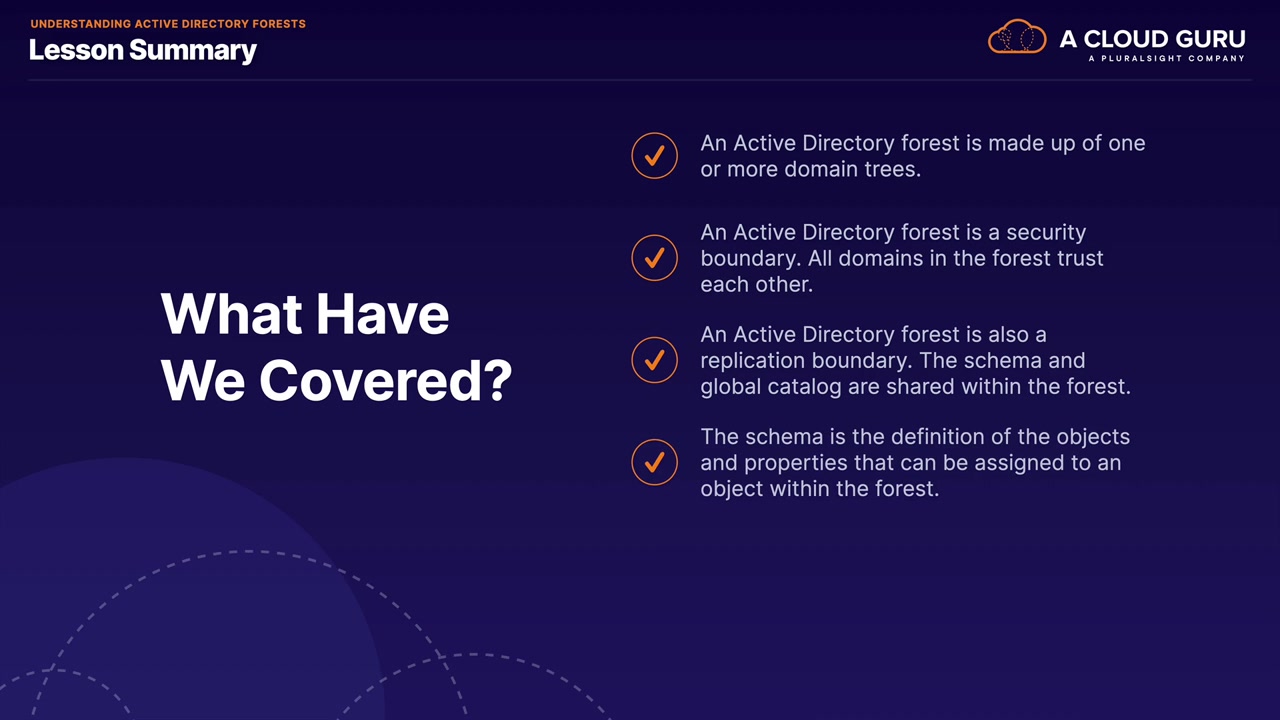 UNDERSTANDING ACTIVE DIRECTORY FORESTS
Lesson Summary
A CLOUD GURU
A PLURALSIGHT COMPANY
What Have
We Covered?
An Active Directory forest is made up of one
or more domain trees.
An Active Directory forest is a security
boundary. All domains in the forest trust
each other.
An Active Directory forest is also a
replication boundary. The schema and
global catalog are shared within the forest.
The schema is the definition of the objects
and properties that can be assigned to an
object within the forest.